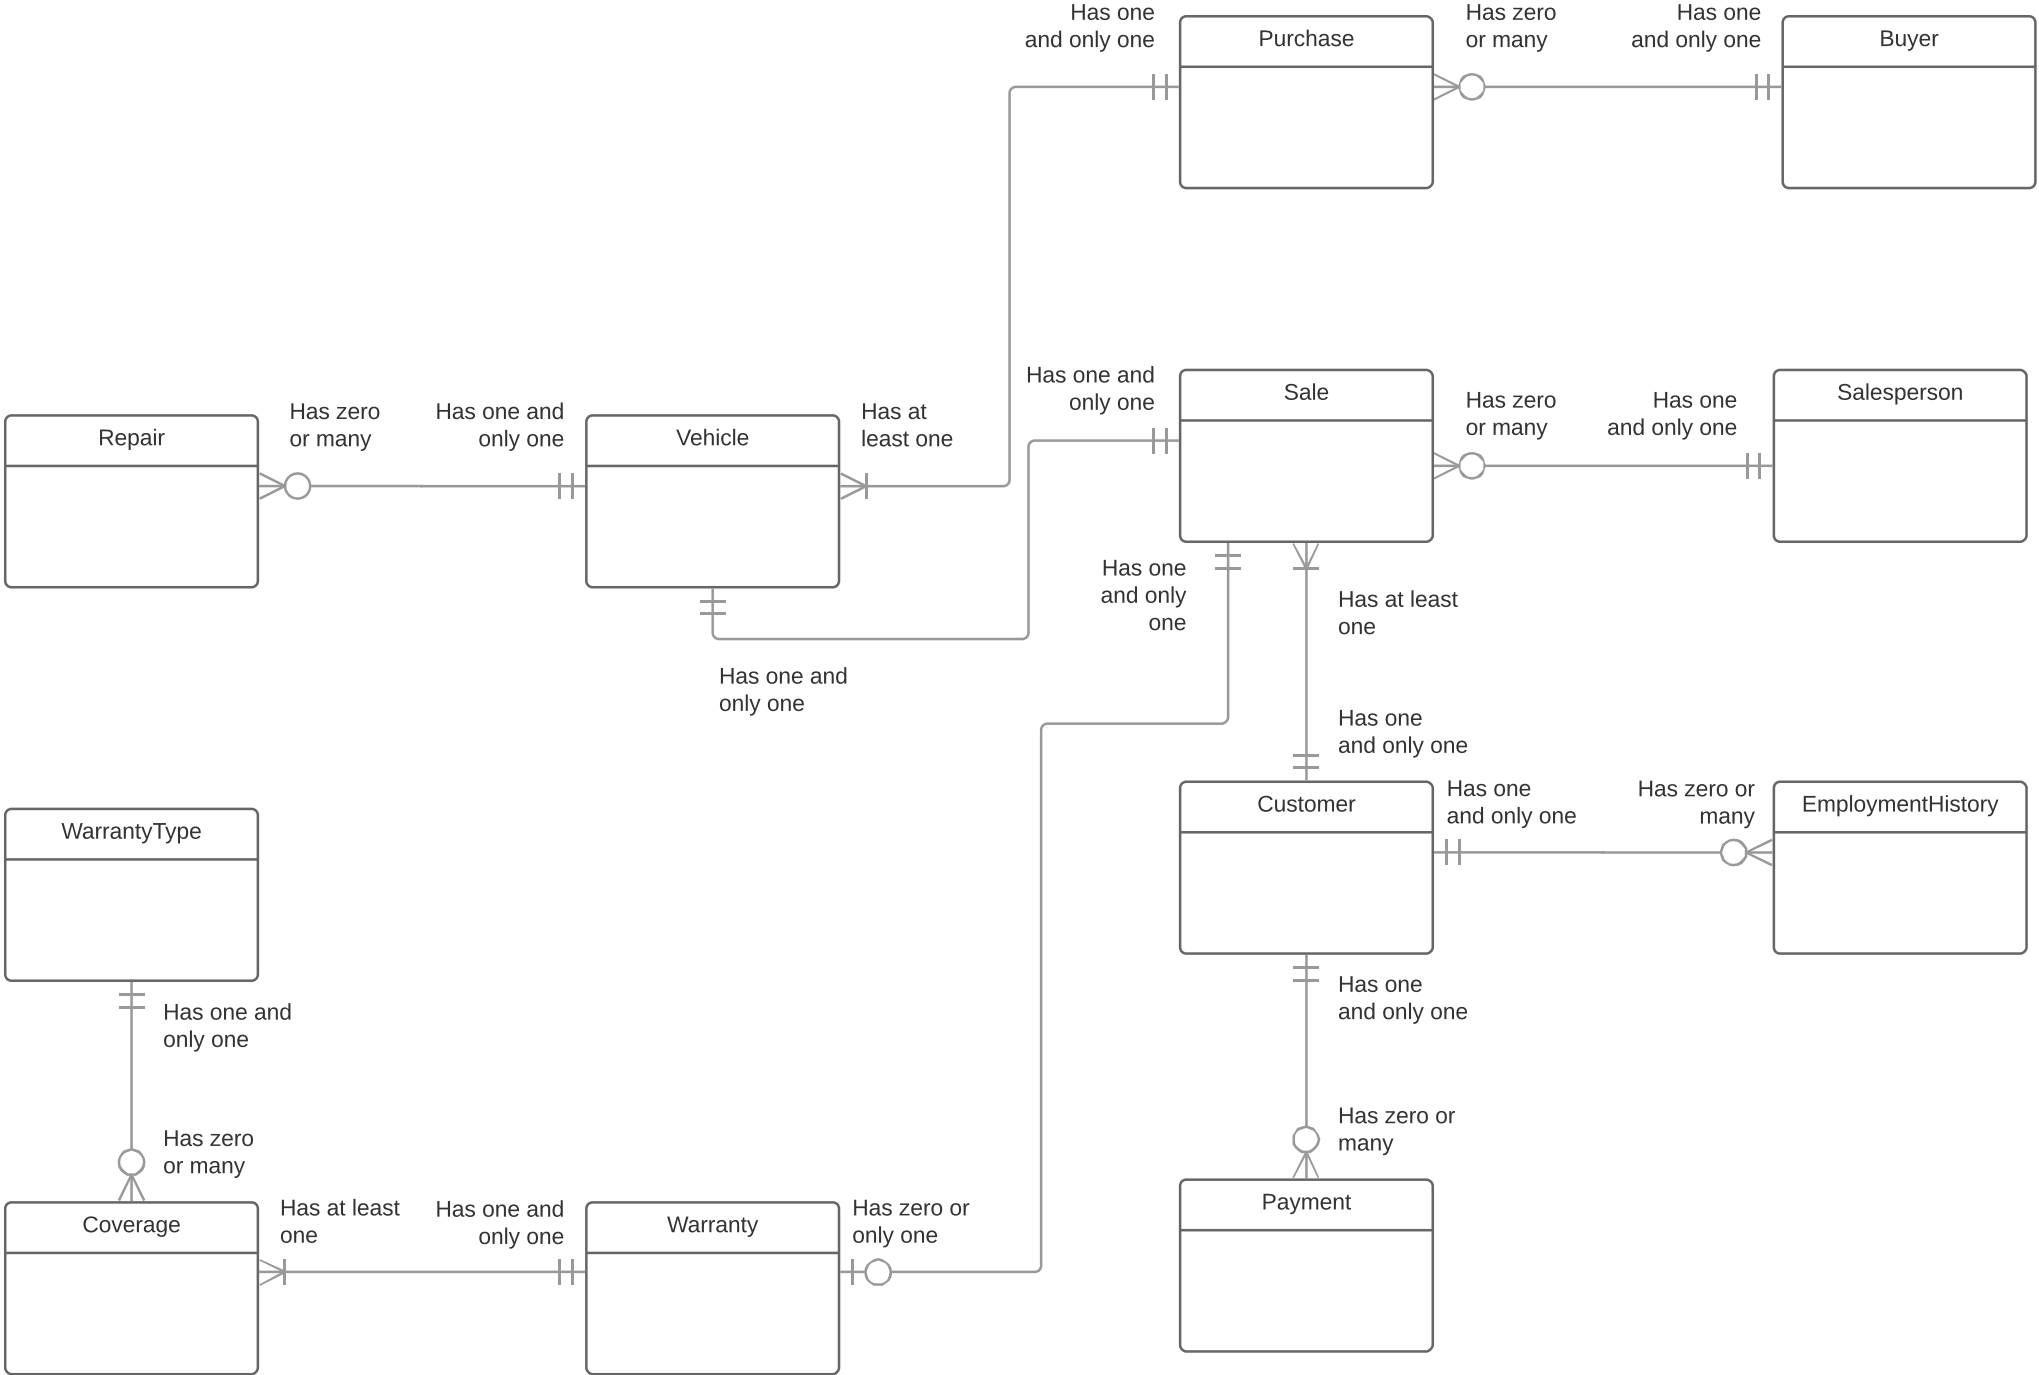 Has one
and only one
Purchase
Has zero
or many
Has one
and only one
Buyer
Has one and
only one
Sale
Has zero
or many
Has one
and only one
Salesperson
Repair
Has zero
or many
Has one and
only one
Vehicle
Has at
least one
Has one
and only
one
Has at least
one
Has one and
only one
Has one
and only one
WarrantyType
Customer
Has one
and only one
Has zero or
many
EmploymentHistory
Has one and
only one
Has one
and only one
Has zero
or many
Has zero or
many
Coverage
Has at least
one
Has one and
only one
Warranty
Has zero or
only one
Payment